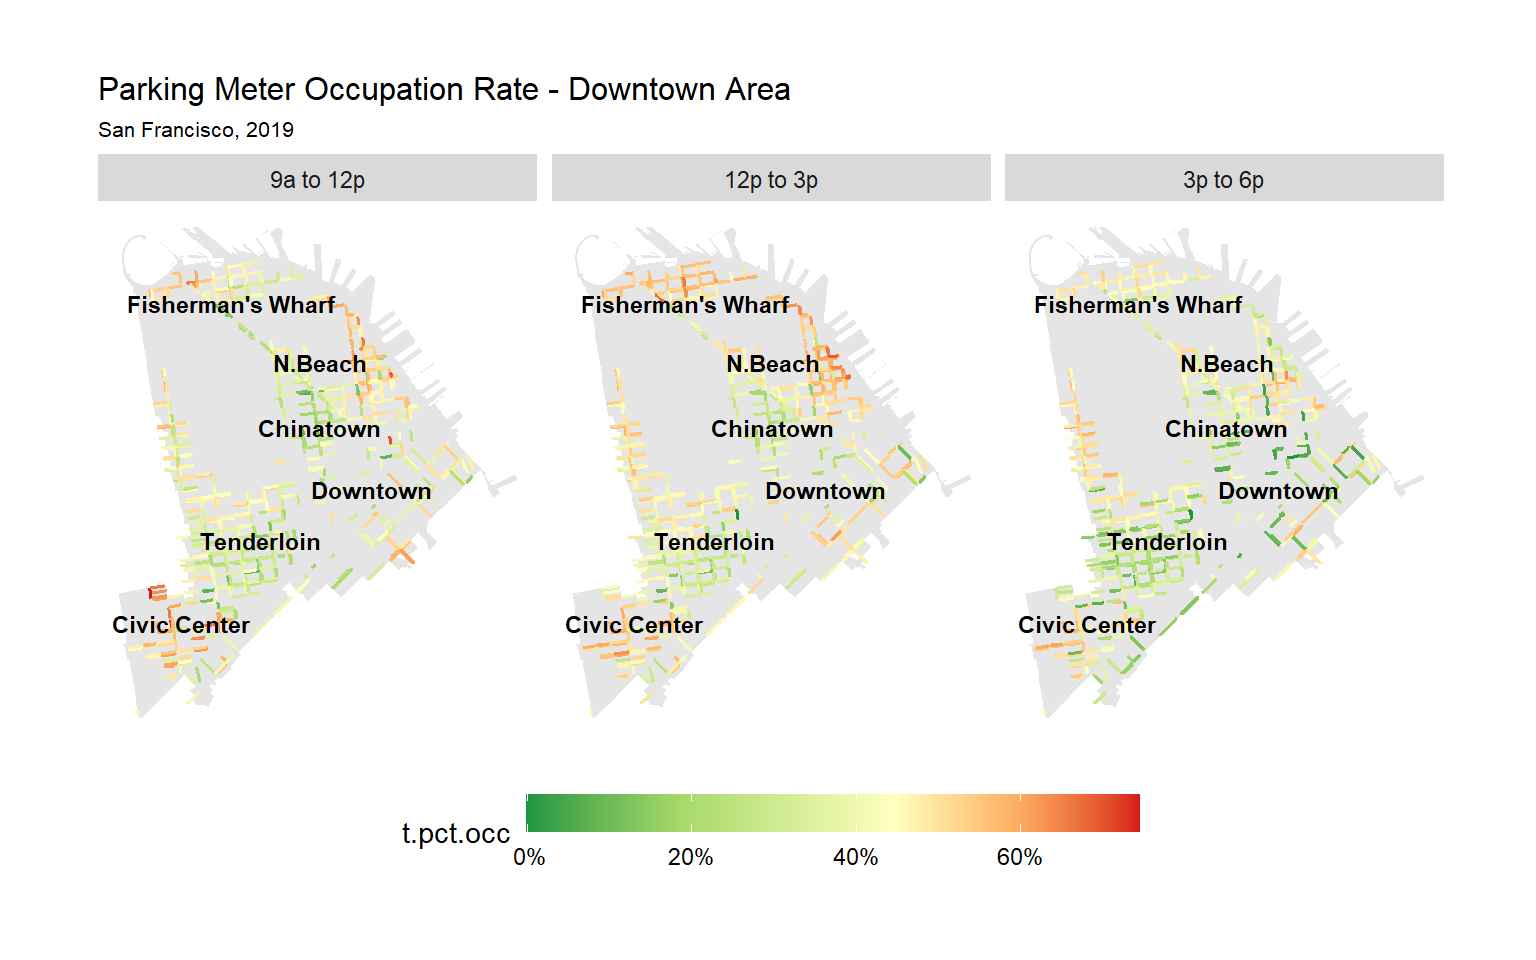 Parking Meter Occupation Rate - Downtown Area
San Francisco, 2019
9a to 12p
12p to 3p
3p to 6p
Fisherman's Wharf
N.Beach
Chinatown
Downtown
Tenderloin
Civic Center
Fisherman's Wharf
N.Beach
Chinatown
Downtown
Tenderloin
Civic Center
Fisherman's Wharf
N.Beach
Chinatown
Downtown
Tenderloin
Civic Center
t.pct.occ
0% 20% 40% 60%